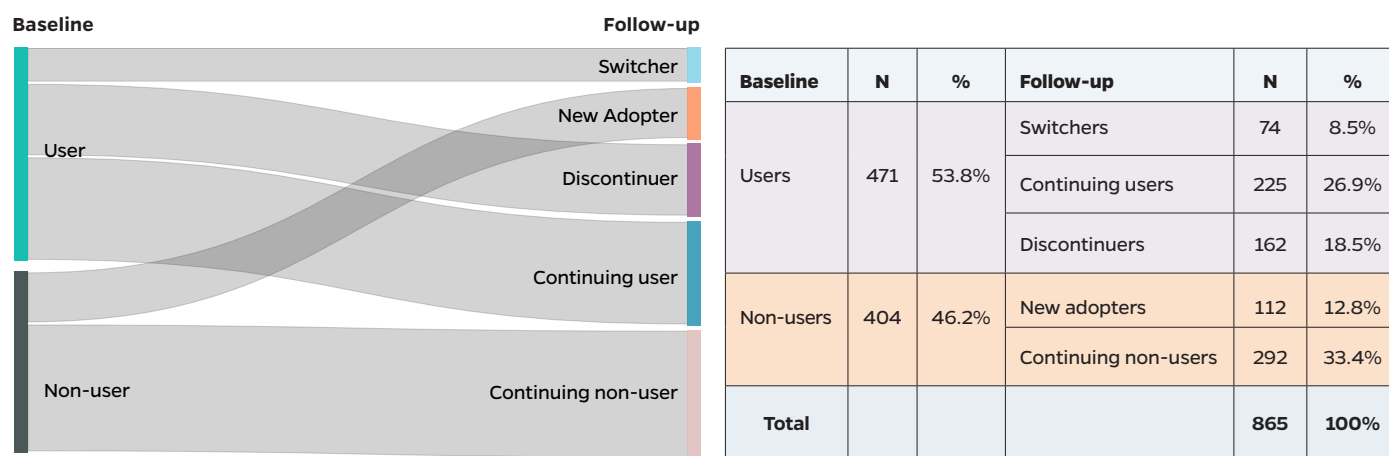 Baseline Follow-up
Switcher
New Adopter
User
Discontinuer
Continuing user
Non-user
Continuing non-user
Baseline N % Follow-up N %
Users 471 53.8% Switchers 74 8.5%
Continuing users 225 26.9%
Discontinuers 162 18.5%
Non-users 404 46.2% New adopters 112 12.8%
Continuing non-users 292 33.4%
Total 865 100%